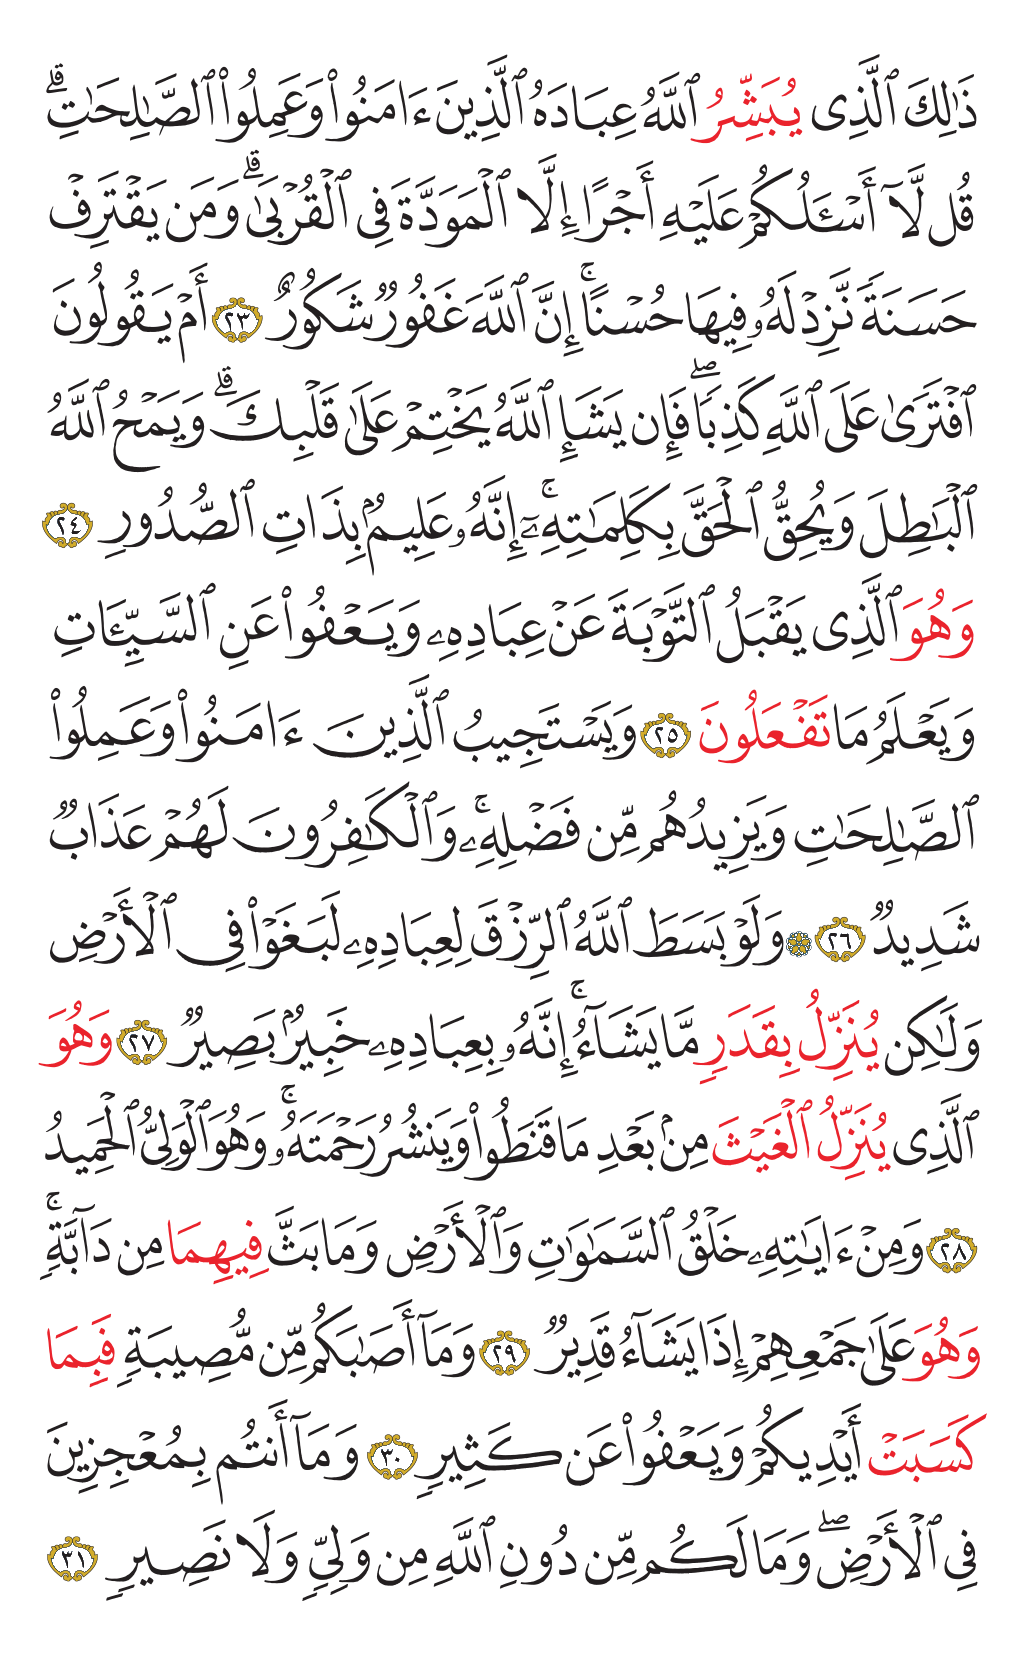 ذَٰلِكَ ٱلَّذِى يُبَشِّرُ ٱللَّهُ عِبَادَهُ ٱلَّذِينَ ءَامَنُوا۟ وَعَمِلُوا۟ ٱلصَّـٰلِحَـٰتِ ۗ
قُل لَّآ أَسْـَٔلُكُمْ عَلَيْهِ أَجْرًا إِلَّا ٱلْمَوَدَّةَ فِى ٱلْقُرْبَىٰ ۗ وَمَن يَقْتَرِفْ
حَسَنَةً نَّزِدْ لَهُۥ فِيهَا حُسْنًا ۚ إِنَّ ٱللَّهَ غَفُورٌ شَكُورٌ ٢٣ أَمْ يَقُولُونَ
ٱفْتَرَىٰ عَلَى ٱللَّهِ كَذِبًا ۖ فَإِن يَشَإِ ٱللَّهُ يَخْتِمْ عَلَىٰ قَلْبِكَ ۗ وَيَمْحُ ٱللَّهُ
ٱلْبَـٰطِلَ وَيُحِقُّ ٱلْحَقَّ بِكَلِمَـٰتِهِۦٓ ۚ إِنَّهُۥ عَلِيمٌۢ بِذَاتِ ٱلصُّدُورِ ٢٤
وَهُوَ ٱلَّذِى يَقْبَلُ ٱلتَّوْبَةَ عَنْ عِبَادِهِۦ وَيَعْفُوا۟ عَنِ ٱلسَّيِّـَٔاتِ
وَيَعْلَمُ مَا تَفْعَلُونَ ٢٥ وَيَسْتَجِيبُ ٱلَّذِينَ ءَامَنُوا۟ وَعَمِلُوا۟
ٱلصَّـٰلِحَـٰتِ وَيَزِيدُهُم مِّن فَضْلِهِۦ ۚ وَٱلْكَـٰفِرُونَ لَهُمْ عَذَابٌ
شَدِيدٌ ٢٦ ۞ وَلَوْ بَسَطَ ٱللَّهُ ٱلرِّزْقَ لِعِبَادِهِۦ لَبَغَوْا۟ فِى ٱلْأَرْضِ
وَلَـٰكِن يُنَزِّلُ بِقَدَرٍ مَّا يَشَآءُ ۚ إِنَّهُۥ بِعِبَادِهِۦ خَبِيرٌۢ بَصِيرٌ ٢٧ وَهُوَ
ٱلَّذِى يُنَزِّلُ ٱلْغَيْثَ مِنۢ بَعْدِ مَا قَنَطُوا۟ وَيَنشُرُ رَحْمَتَهُۥ ۚ وَهُوَ ٱلْوَلِىُّ ٱلْحَمِيدُ
٢٨ وَمِنْ ءَايَـٰتِهِۦ خَلْقُ ٱلسَّمَـٰوَٰتِ وَٱلْأَرْضِ وَمَا بَثَّ فِيهِمَا مِن دَآبَّةٍ ۚ
وَهُوَ عَلَىٰ جَمْعِهِمْ إِذَا يَشَآءُ قَدِيرٌ ٢٩ وَمَآ أَصَـٰبَكُم مِّن مُّصِيبَةٍ فَبِمَا
كَسَبَتْ أَيْدِيكُمْ وَيَعْفُوا۟ عَن كَثِيرٍ ٣٠ وَمَآ أَنتُم بِمُعْجِزِينَ
فِى ٱلْأَرْضِ ۖ وَمَا لَكُم مِّن دُونِ ٱللَّهِ مِن وَلِىٍّ وَلَا نَصِيرٍ ٣١